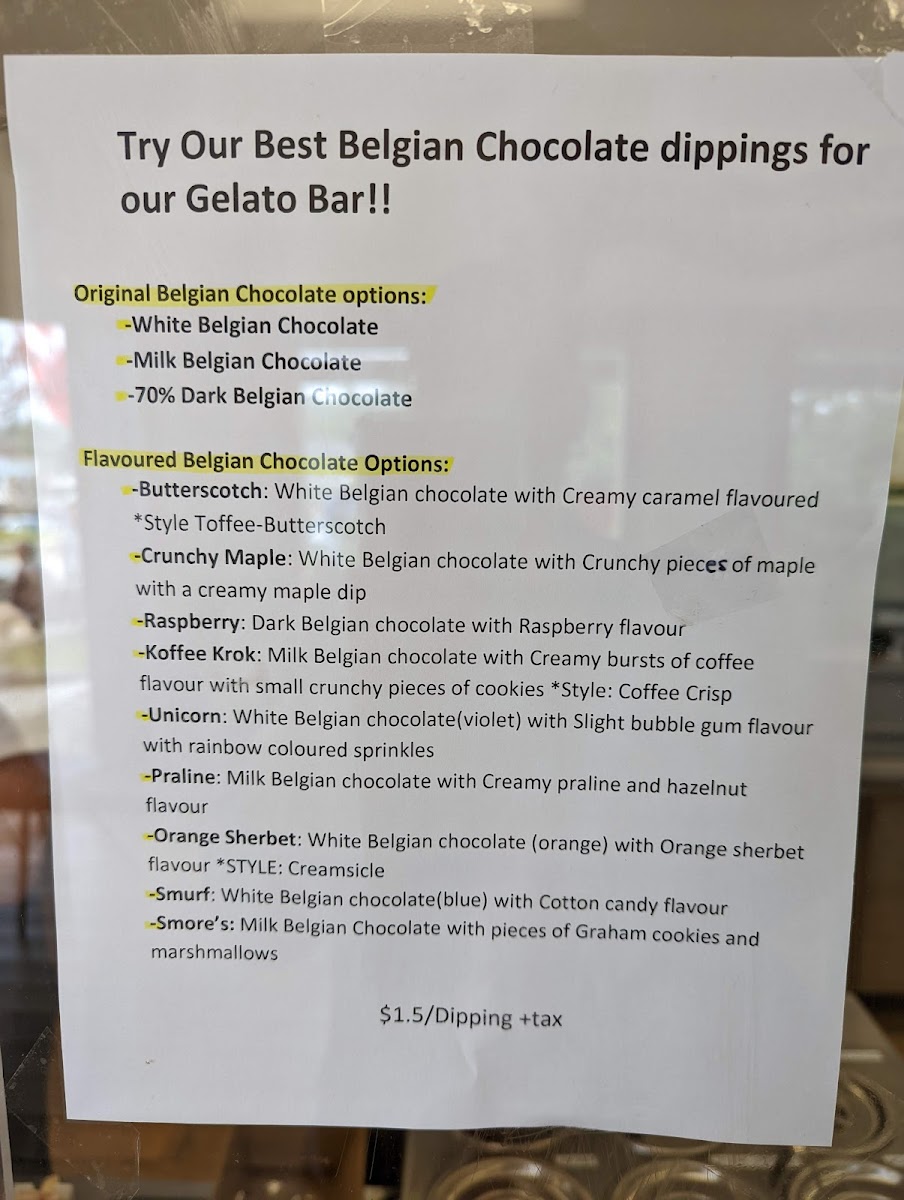 Try Our Best Belgian Chocolate dippings for
our Gelato Bar!!
Original Belgian Chocolate options:
-White Belgian Chocolate
-Milk Belgian Chocolate
-70% Dark Belgian Chocolate
Flavoured Belgian Chocolate Options:
-Butterscotch: White Belgian chocolate with Creamy caramel flavoured
*Style Toffee-Butterscotch
-Crunchy Maple: White Belgian chocolate with Crunchy pieces of maple
with a creamy maple dip
-Raspberry: Dark Belgian chocolate with Raspberry flavour
-Koffee Krok: Milk Belgian chocolate with Creamy bursts of coffee
flavour with small crunchy pieces of cookies *Style: Coffee Crisp
-Unicorn: White Belgian chocolate(violet) with Slight bubble gum flavour
with rainbow coloured sprinkles
-Praline: Milk Belgian chocolate with Creamy praline and hazelnut
flavour
-Orange Sherbet: White Belgian chocolate (orange) with Orange sherbet
flavour *STYLE: Creamsicle
-Smurf: White Belgian chocolate(blue) with Cotton candy flavour
-Smore's: Milk Belgian Chocolate with pieces of Graham cookies and
marshmallows
$1.5/Dipping +tax